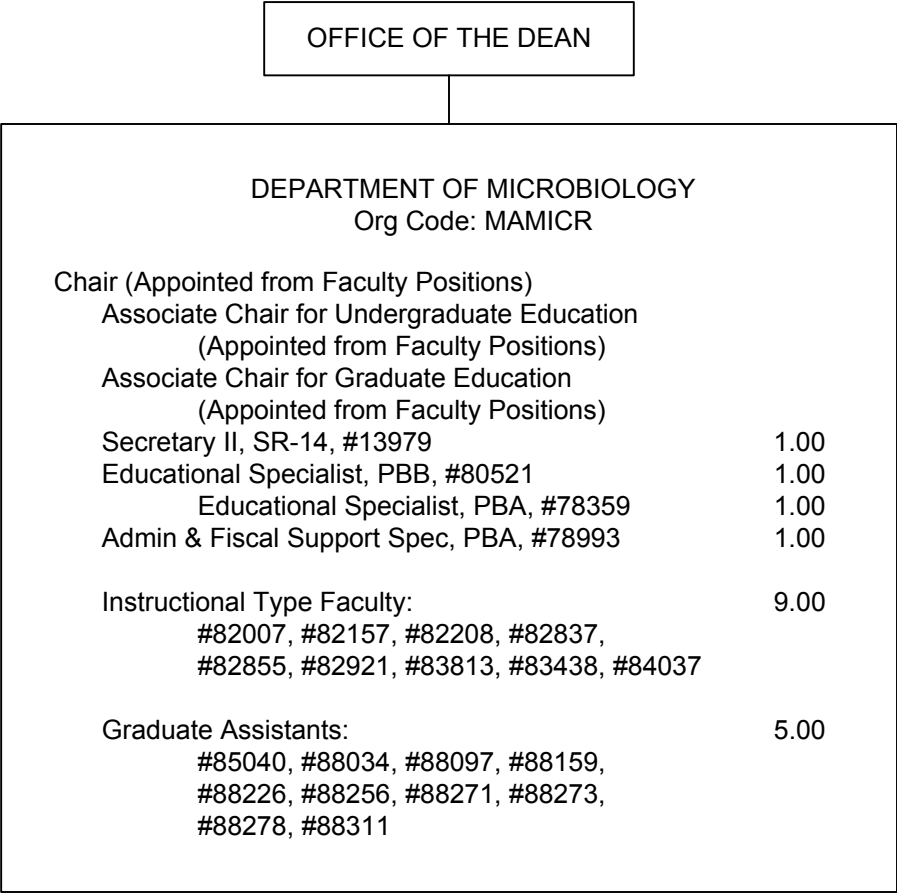 OFFICE OF THE DEAN
DEPARTMENT OF MICROBIOLOGY
Org Code: MAMICR
Chair (Appointed from Faculty Positions)
Associate Chair for Undergraduate Education
(Appointed from Faculty Positions)
Associate Chair for Graduate Education
(Appointed from Faculty Positions)
Secretary II, SR-14, #13979 1.00
Educational Specialist, PBB, #80521 1.00
Educational Specialist, PBA, #78359 1.00
Admin & Fiscal Support Spec, PBA, #78993 1.00
Instructional Type Faculty: 9.00
#82007, #82157, #82208, #82837,
#82855, #82921, #83813, #83438, #84037
Graduate Assistants: 5.00
#85040, #88034, #88097, #88159,
#88226, #88256, #88271, #88273,
#88278, #88311